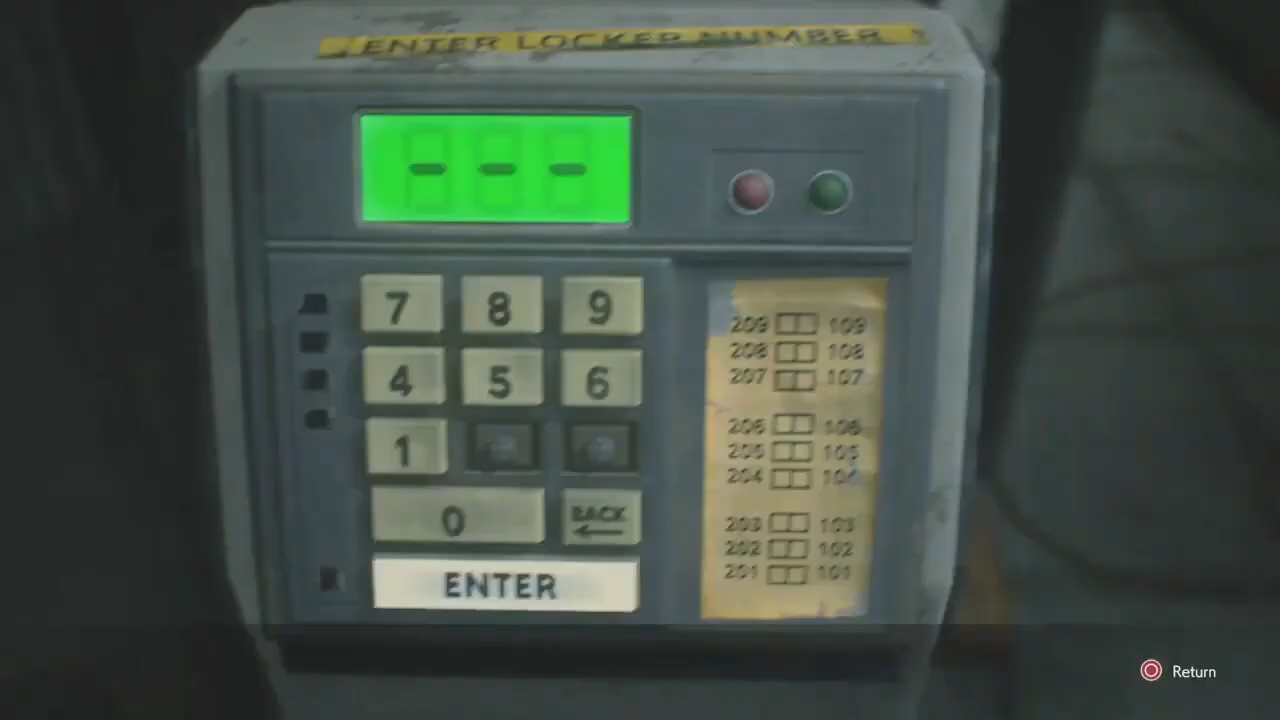 ENTER LOCKER NUMBER
- - -
7 8 9
4 5 6
1
0 BACK
ENTER
209 109
208 108
207 107
206 106
205 105
204 104
203 103
202 102
201 101
Return